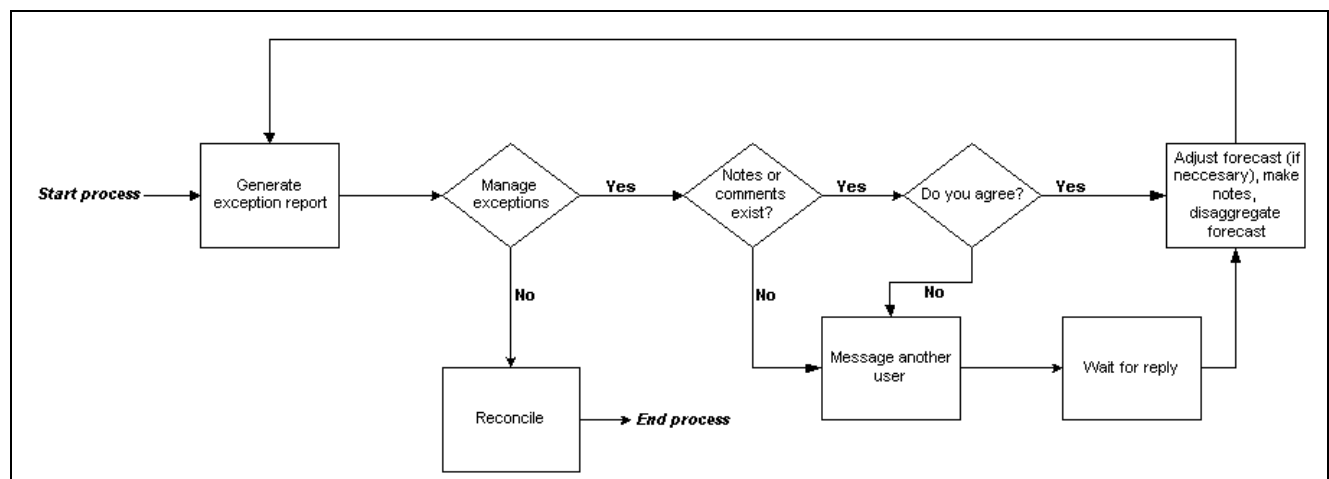 Start process
Generate
exception report
Manage
exceptions
Yes
Notes or
comments
exist?
Yes
Do you agree?
Yes
Adjust forecast (if
neccesary), make
notes,
disaggregate
forecast
No
No
No
Message another
user
Wait for reply
Reconcile
End process